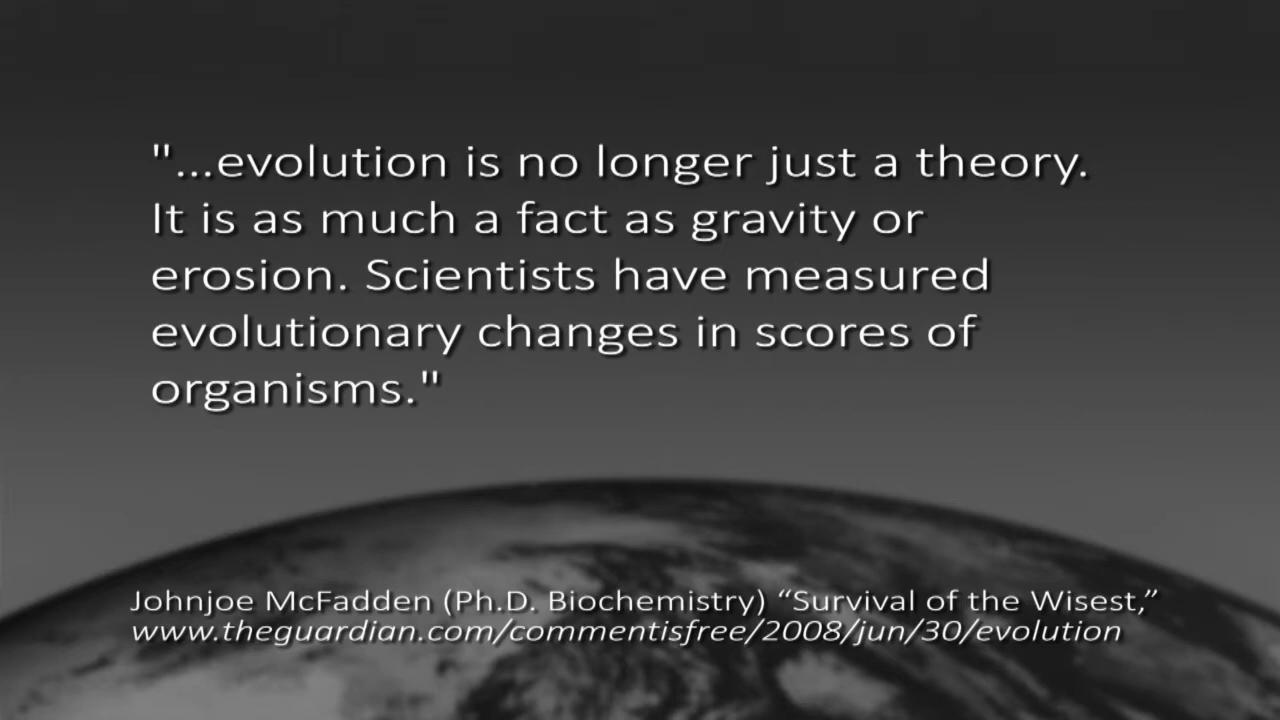 "...evolution is no longer just a theory.
It is as much a fact as gravity or
erosion. Scientists have measured
evolutionary changes in scores of
organisms."
Johnjoe McFadden (Ph.D. Biochemistry) “Survival of the Wisest,”
www.theguardian.com/commentisfree/2008/jun/30/evolution